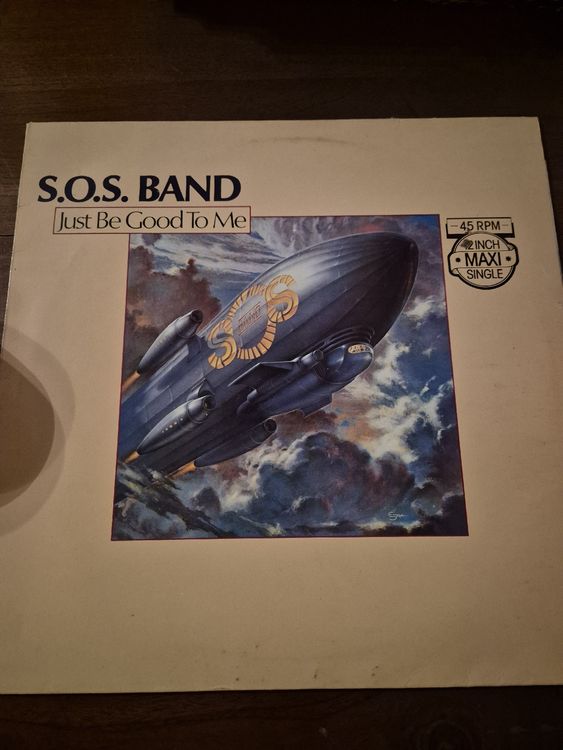 S.O.S. BAND
Just Be Good To Me
45 RPM
12 INCH
MAXI
SINGLE
SOS